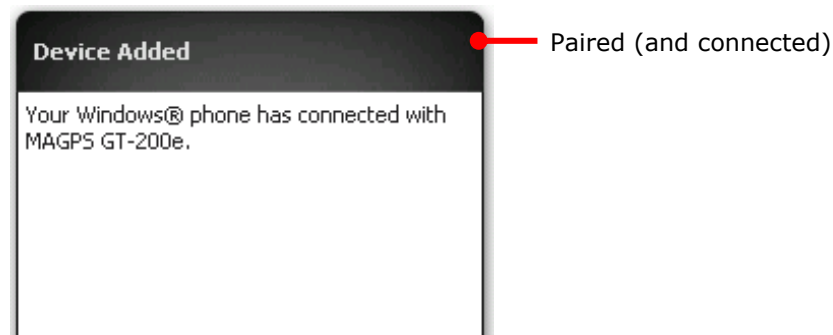 Device Added
Paired (and connected)
Your Windows® phone has connected with
MAGPS GT-200e.